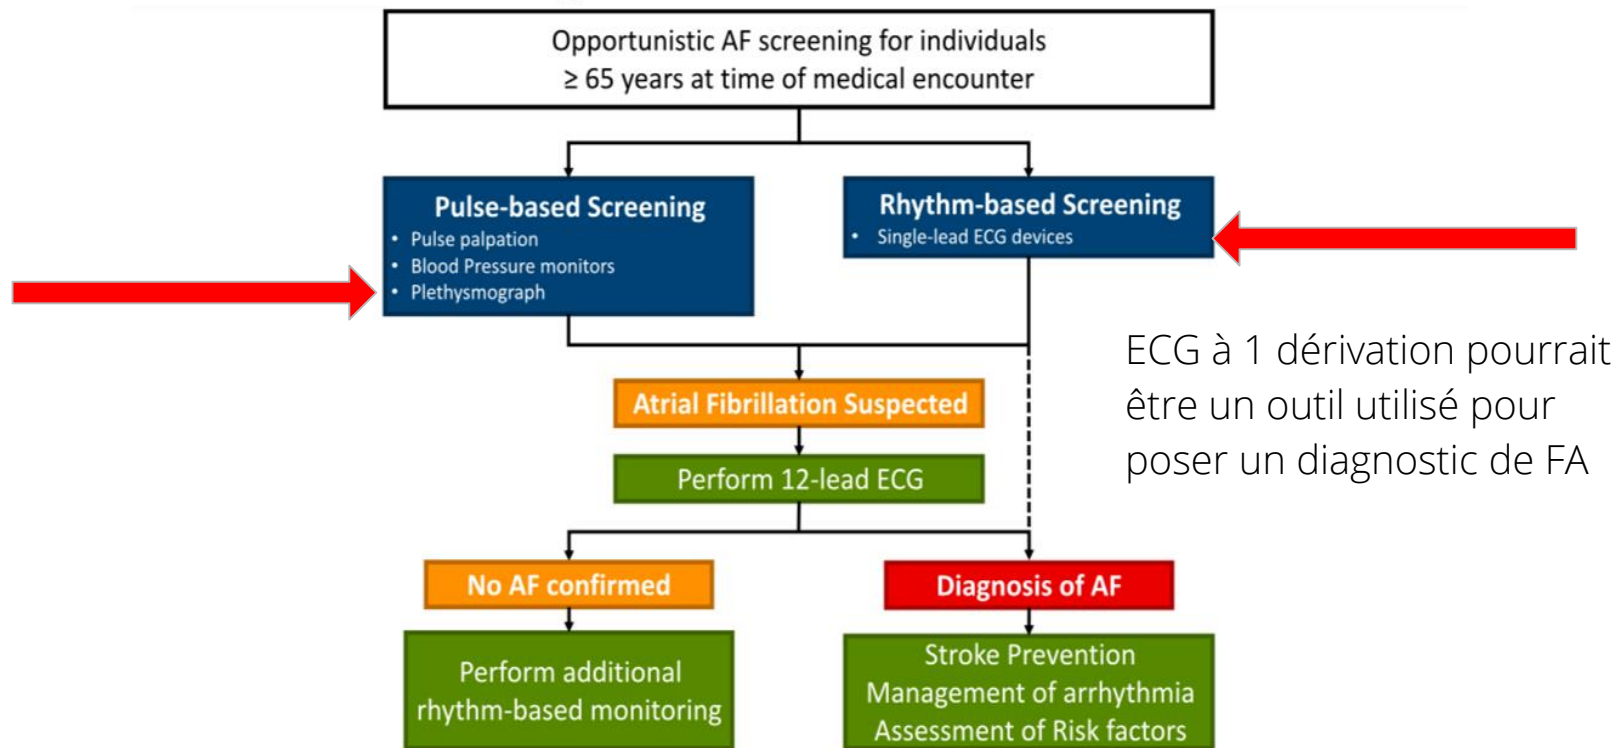 Opportunistic AF screening for individuals
≥ 65 years at time of medical encounter
Pulse-based Screening
• Pulse palpation
• Blood Pressure monitors
• Plethysmograph
Rhythm-based Screening
• Single-lead ECG devices
ECG à 1 dérivation pourrait
être un outil utilisé pour
poser un diagnostic de FA
Atrial Fibrillation Suspected
Perform 12-lead ECG
No AF confirmed
Diagnosis of AF
Perform additional
rhythm-based monitoring
Stroke Prevention
Management of arrhythmia
Assessment of Risk factors